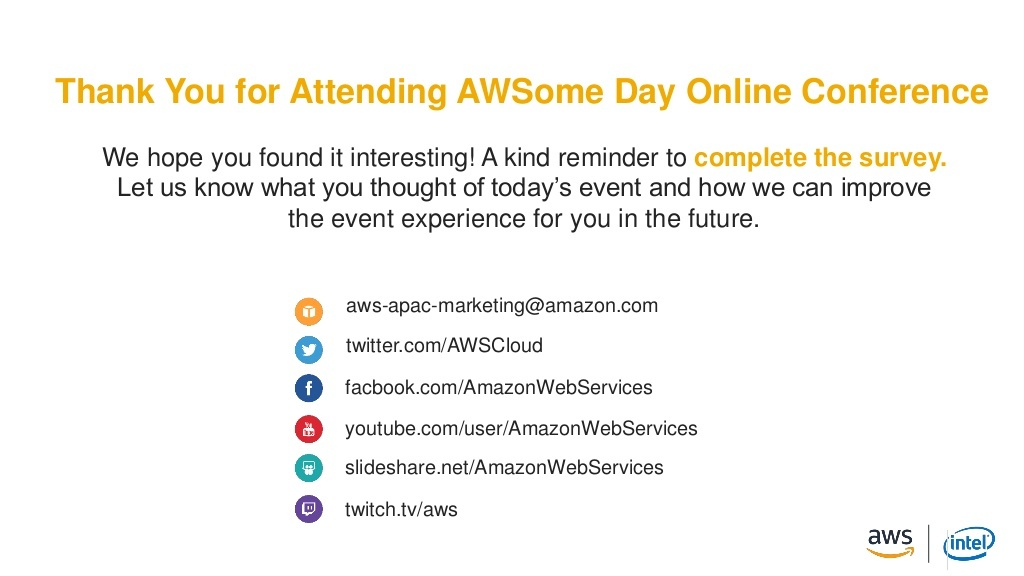 Thank You for Attending AWSome Day Online Conference
We hope you found it interesting! A kind reminder to complete the survey.
Let us know what you thought of today’s event and how we can improve
the event experience for you in the future.
aws-apac-marketing@amazon.com
twitter.com/AWSCloud
facbook.com/AmazonWebServices
youtube.com/user/AmazonWebServices
slideshare.net/AmazonWebServices
twitch.tv/aws
aws
intel